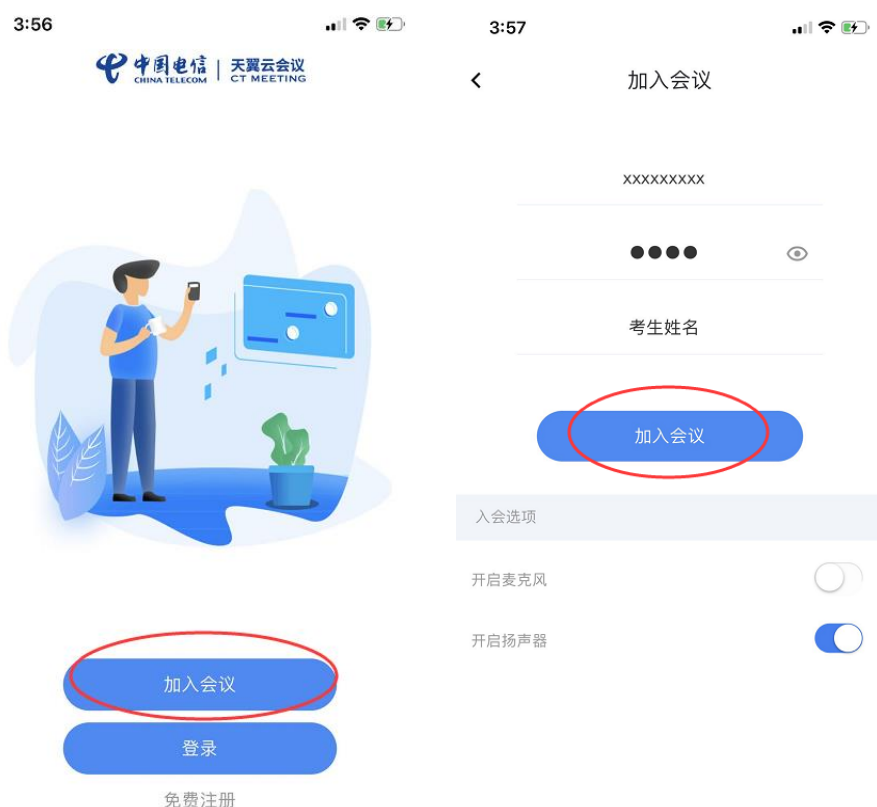 3:56
中国电信 | 天翼云会议
CHINA TELECOM CT MEETING
加入会议
登录
免费注册
3:57
加入会议
xxxxxxxxx
●●●●
考生姓名
加入会议
入会选项
开启麦克风
开启扬声器